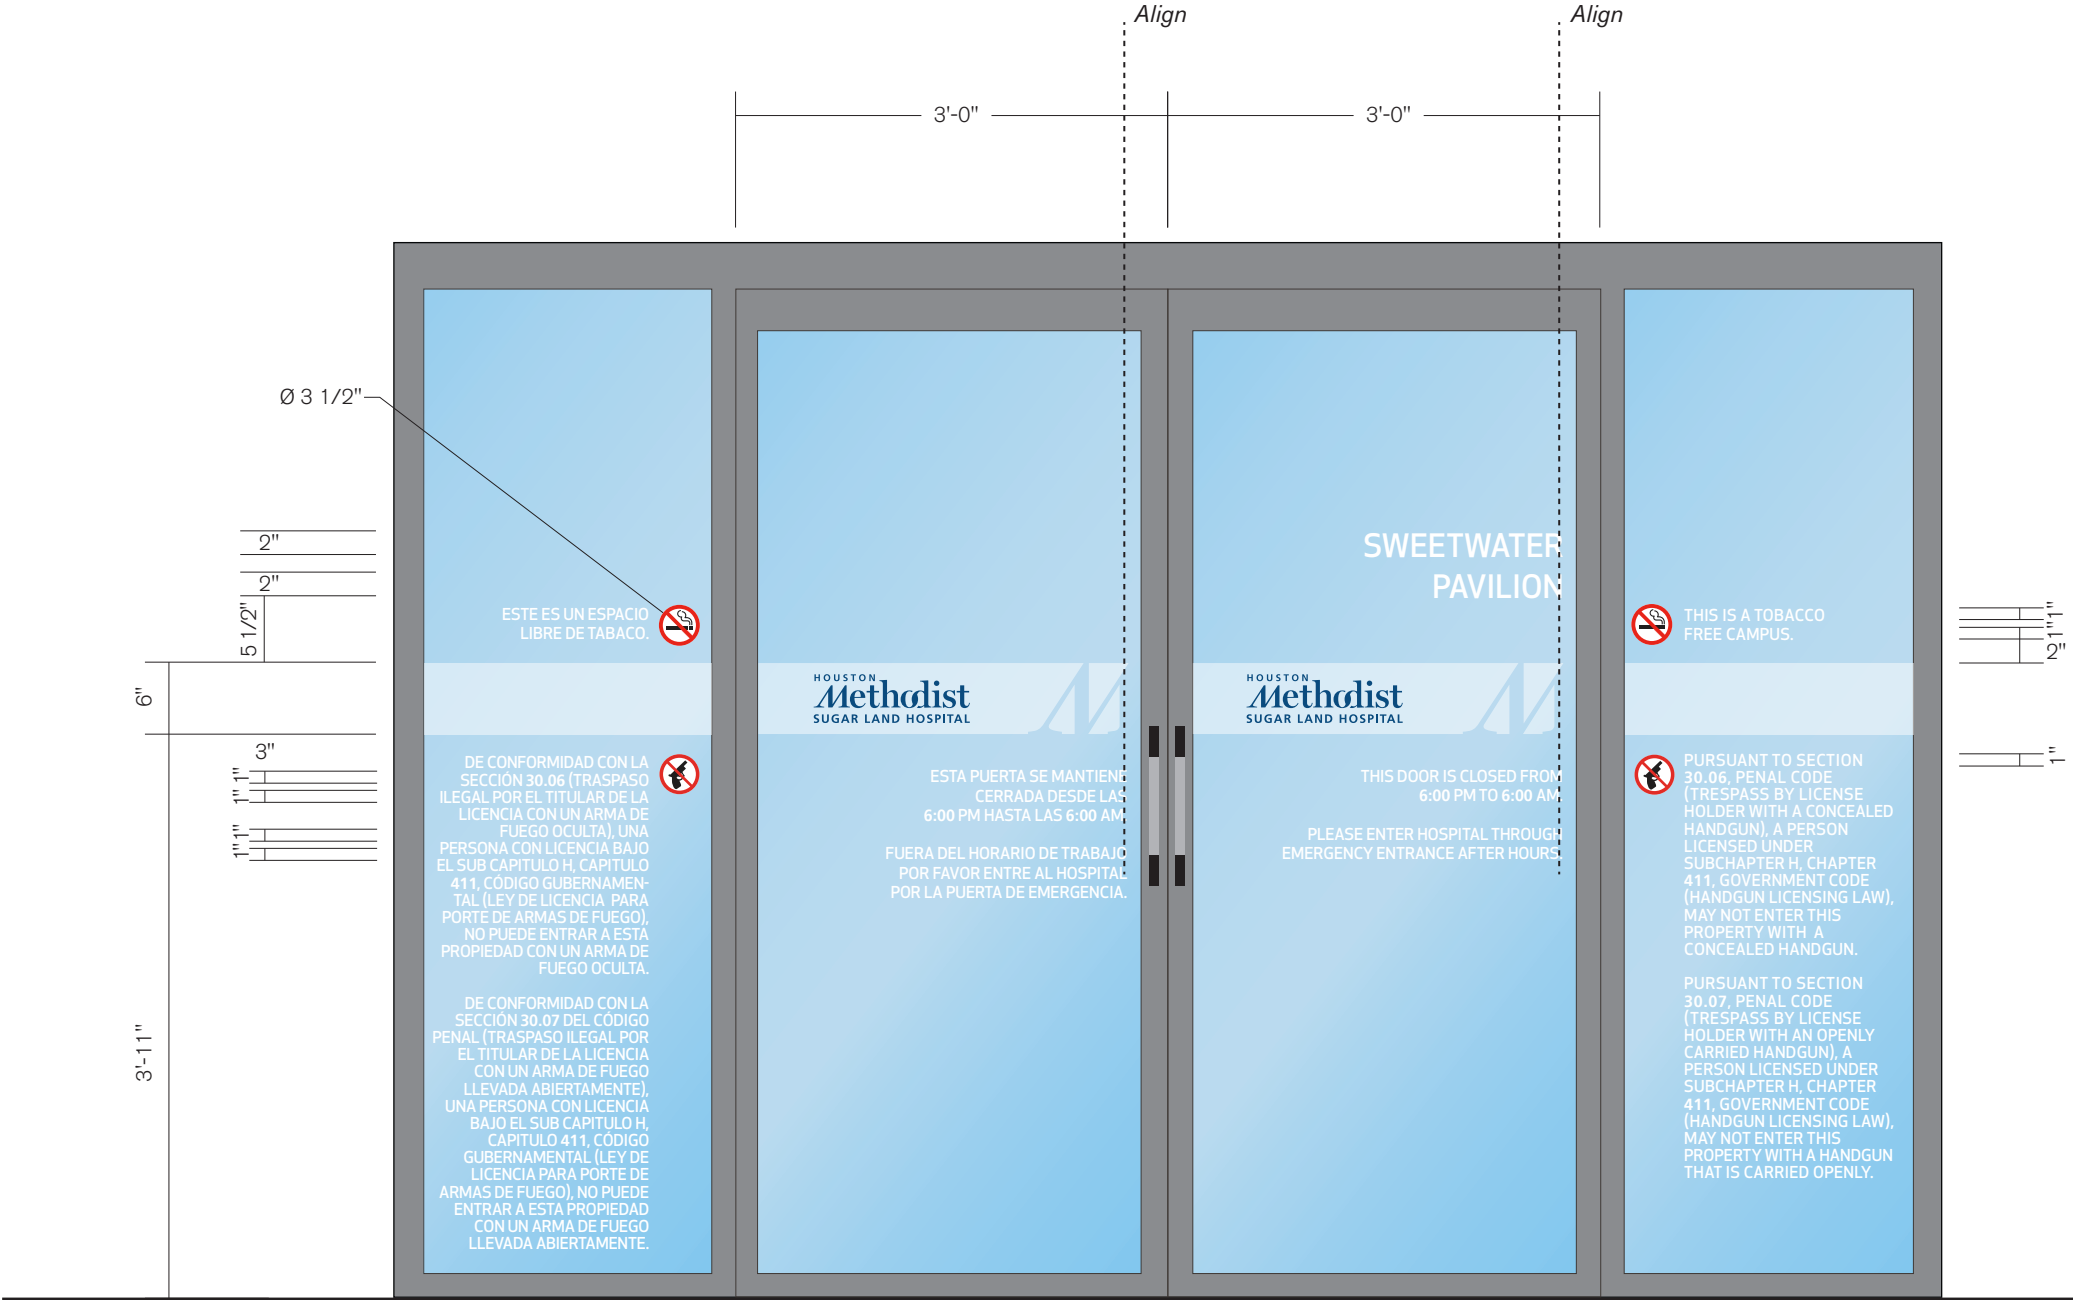 Align
Align
3'-0"
3'-0"
Ø 3 1/2"
2"
2"
5 1/2"
6"
3"
1"
1"
1"
1"
3'-11"
ESTE ES UN ESPACIO
LIBRE DE TABACO.
DE CONFORMIDAD CON LA
SECCIÓN 30.06 (TRASPASO
ILEGAL POR EL TITULAR DE LA
LICENCIA CON UN ARMA DE
FUEGO OCULTA), UNA
PERSONA CON LICENCIA BAJO
EL SUB CAPITULO H, CAPITULO
411, CÓDIGO GUBERNAMEN-
TAL (LEY DE LICENCIA PARA
PORTE DE ARMAS DE FUEGO),
NO PUEDE ENTRAR A ESTA
PROPIEDAD CON UN ARMA DE
FUEGO OCULTA.
DE CONFORMIDAD CON LA
SECCIÓN 30.07 DEL CÓDIGO
PENAL (TRASPASO ILEGAL POR
EL TITULAR DE LA LICENCIA
CON UN ARMA DE FUEGO
LLEVADA ABIERTAMENTE),
UNA PERSONA CON LICENCIA
BAJO EL SUB CAPITULO H,
CAPITULO 411, CÓDIGO
GUBERNAMENTAL (LEY DE
LICENCIA PARA PORTE DE
ARMAS DE FUEGO), NO PUEDE
ENTRAR A ESTA PROPIEDAD
CON UN ARMA DE FUEGO
LLEVADA ABIERTAMENTE.
HOUSTON
Methodist
SUGAR LAND HOSPITAL
ESTA PUERTA SE MANTIENE
CERRADA DESDE LAS
6:00 PM HASTA LAS 6:00 AM.
FUERA DEL HORARIO DE TRABAJO
POR FAVOR ENTRE AL HOSPITAL
POR LA PUERTA DE EMERGENCIA.
SWEETWATER
PAVILION
HOUSTON
Methodist
SUGAR LAND HOSPITAL
THIS DOOR IS CLOSED FROM
6:00 PM TO 6:00 AM.
PLEASE ENTER HOSPITAL THROUGH
EMERGENCY ENTRANCE AFTER HOURS.
THIS IS A TOBACCO
FREE CAMPUS.
PURSUANT TO SECTION
30.06, PENAL CODE
(TRESPASS BY LICENSE
HOLDER WITH A CONCEALED
HANDGUN), A PERSON
LICENSED UNDER
SUBCHAPTER H, CHAPTER
411, GOVERNMENT CODE
(HANDGUN LICENSING LAW),
MAY NOT ENTER THIS
PROPERTY WITH A
CONCEALED HANDGUN.
PURSUANT TO SECTION
30.07, PENAL CODE
(TRESPASS BY LICENSE
HOLDER WITH AN OPENLY
CARRIED HANDGUN), A
PERSON LICENSED UNDER
SUBCHAPTER H, CHAPTER
411, GOVERNMENT CODE
(HANDGUN LICENSING LAW),
MAY NOT ENTER THIS
PROPERTY WITH A HANDGUN
THAT IS CARRIED OPENLY.
1"
1"
2"
1"